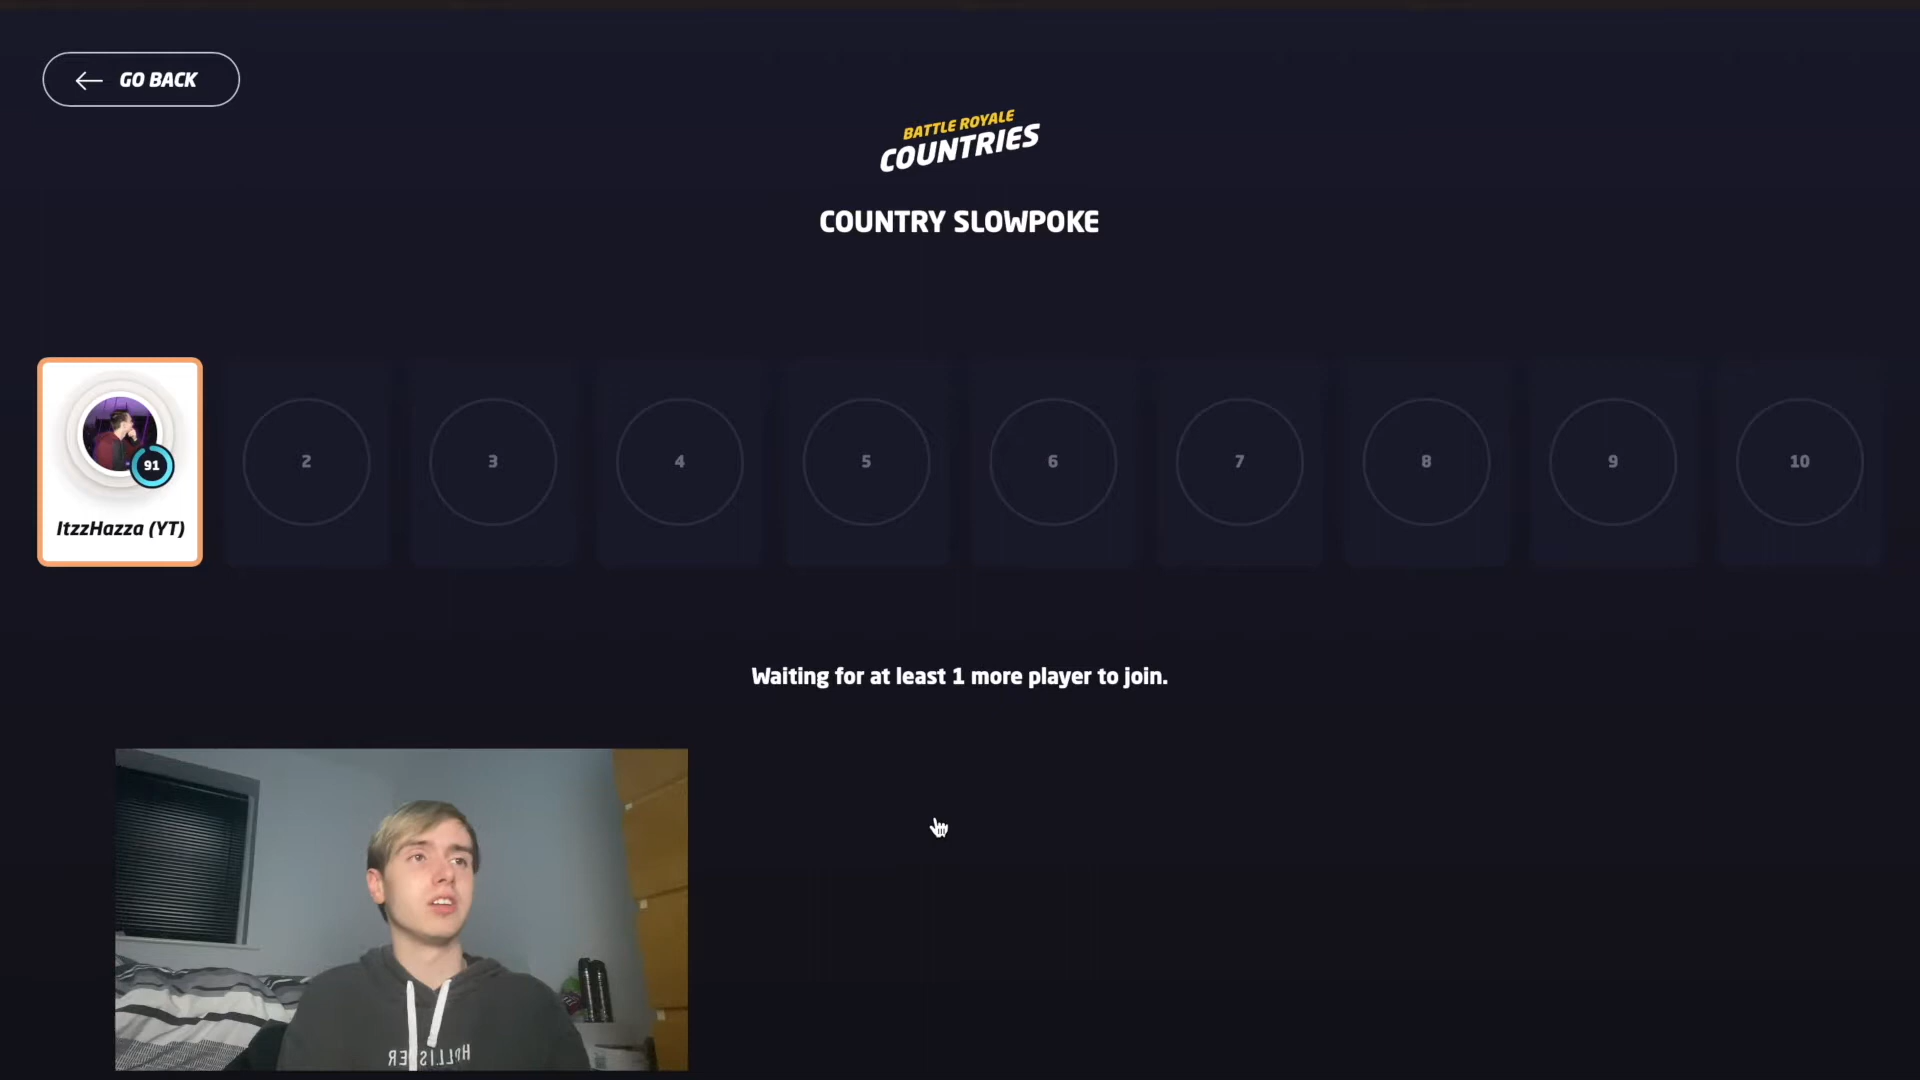 GO BACK
BATTLE ROYALE
COUNTRIES
COUNTRY SLOWPOKE
91
ItzzHazza (YT)
2
3
4
5
6
7
8
9
10
Waiting for at least 1 more player to join.
HOLLISTER